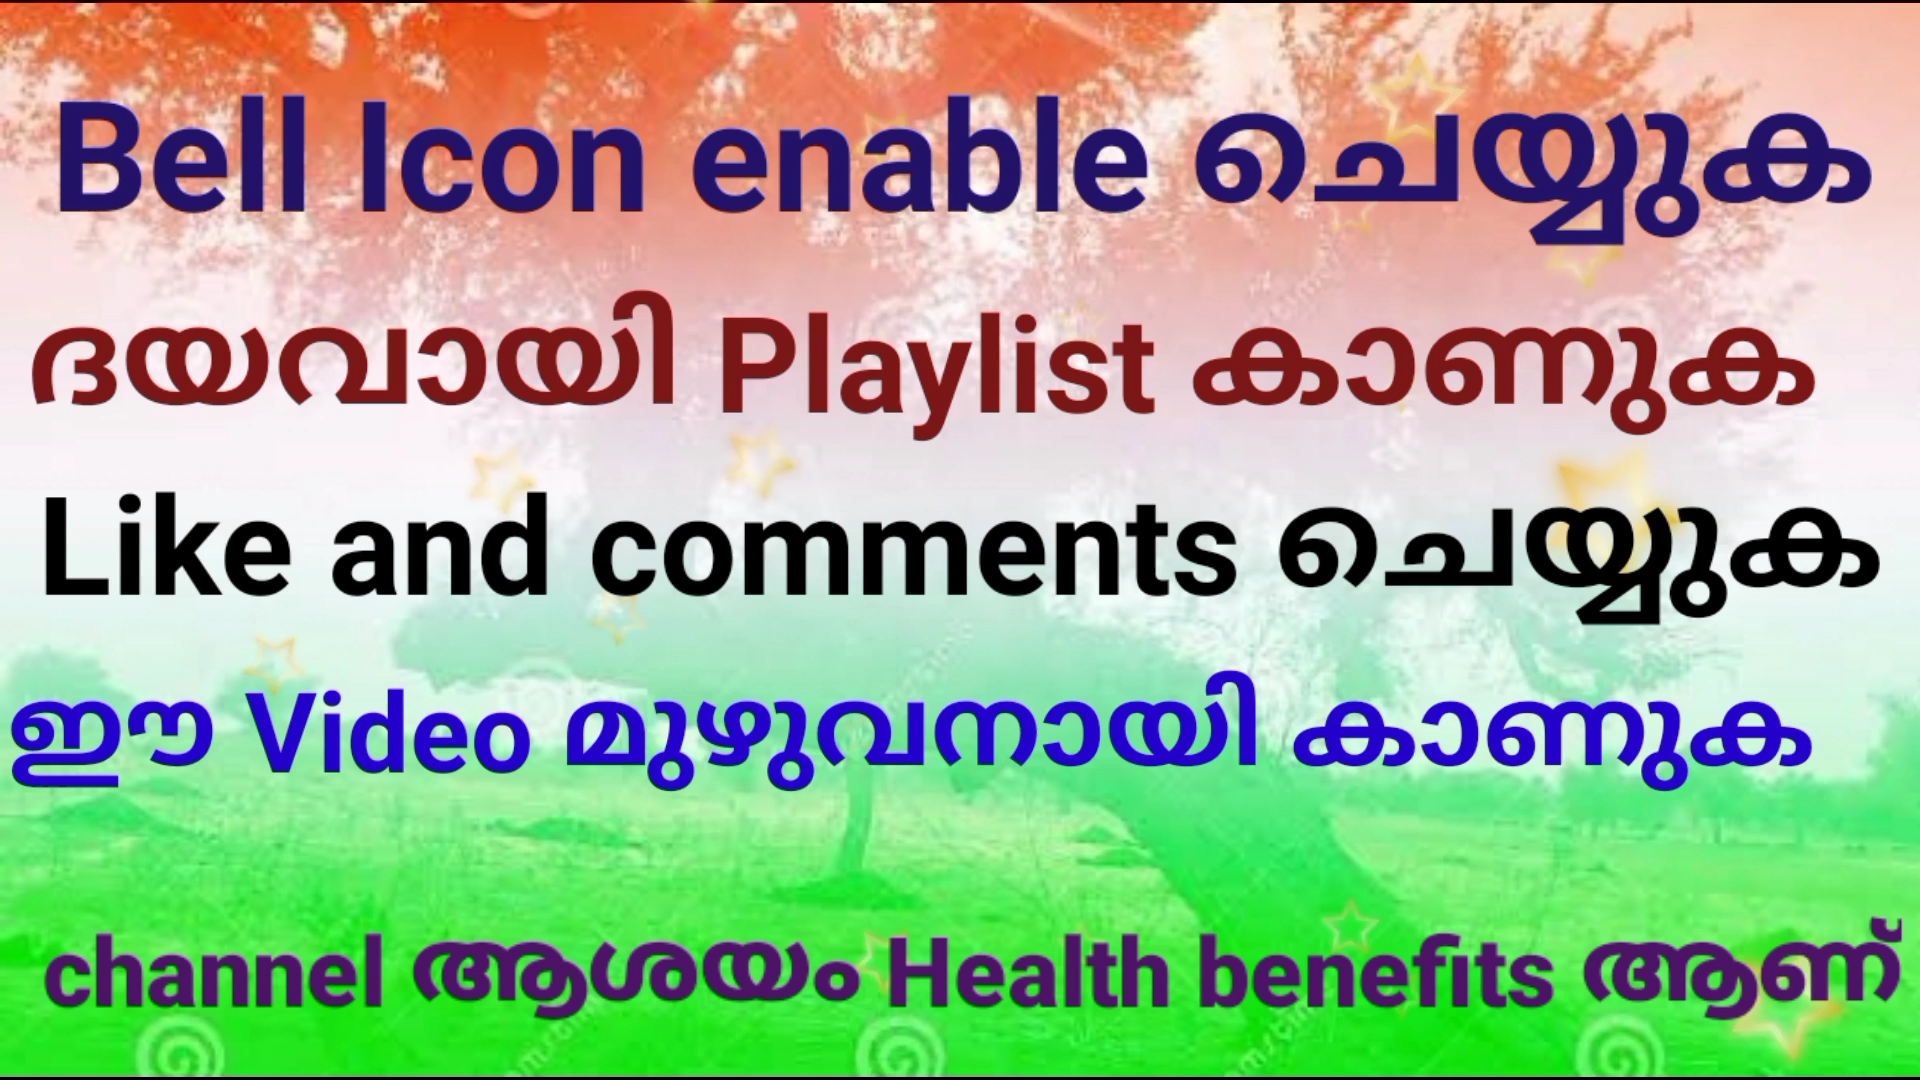 Bell Icon enable ചെയ്യുക
ദയവായി Playlist കാണുക
Like and comments ചെയ്യുക
ഈ Video മുഴുവനായി കാണുക
channel ആശയം Health benefits ആണ്